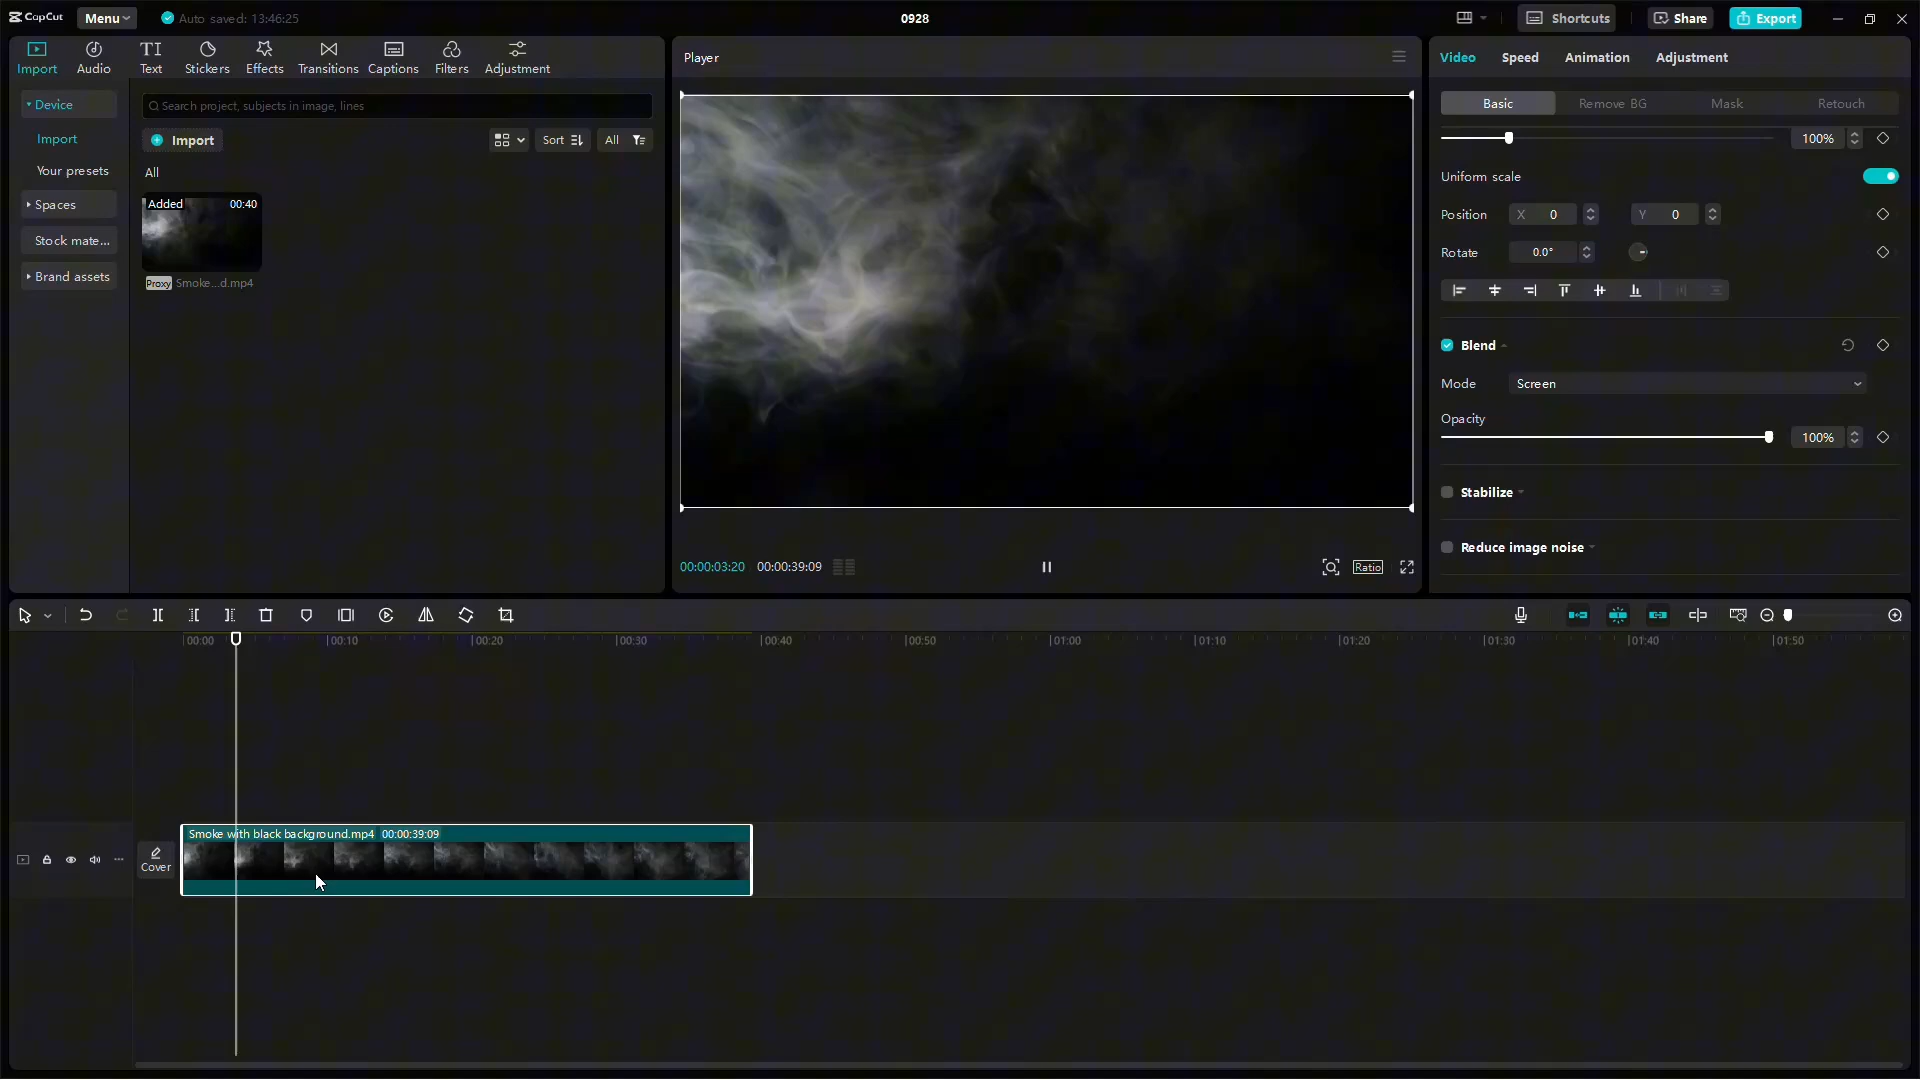 CapCut Menu Auto saved: 13:46:25 0928 Shortcuts Share Export
Import Audio Text Stickers Effects Transitions Captions Filters Adjustment
Device
Import
Your presets
Spaces
Stock mate...
Brand assets
Search project, subjects in image, lines
Import Sort All
All
Added 00:40
Proxy Smoke...d.mp4
Player
00:00:03:20 00:00:39:09 Ratio
Video Speed Animation Adjustment
Basic Remove BG Mask Retouch
100%
Uniform scale
Position X 0 Y 0
Rotate 0.0°
Blend
Mode Screen
Opacity
100%
Stabilize
Reduce image noise
00:00 00:10 00:20 00:30 00:40 00:50 01:00 01:10 01:20 01:30 01:40 01:50
Cover
Smoke with black background.mp4 00:00:39:09